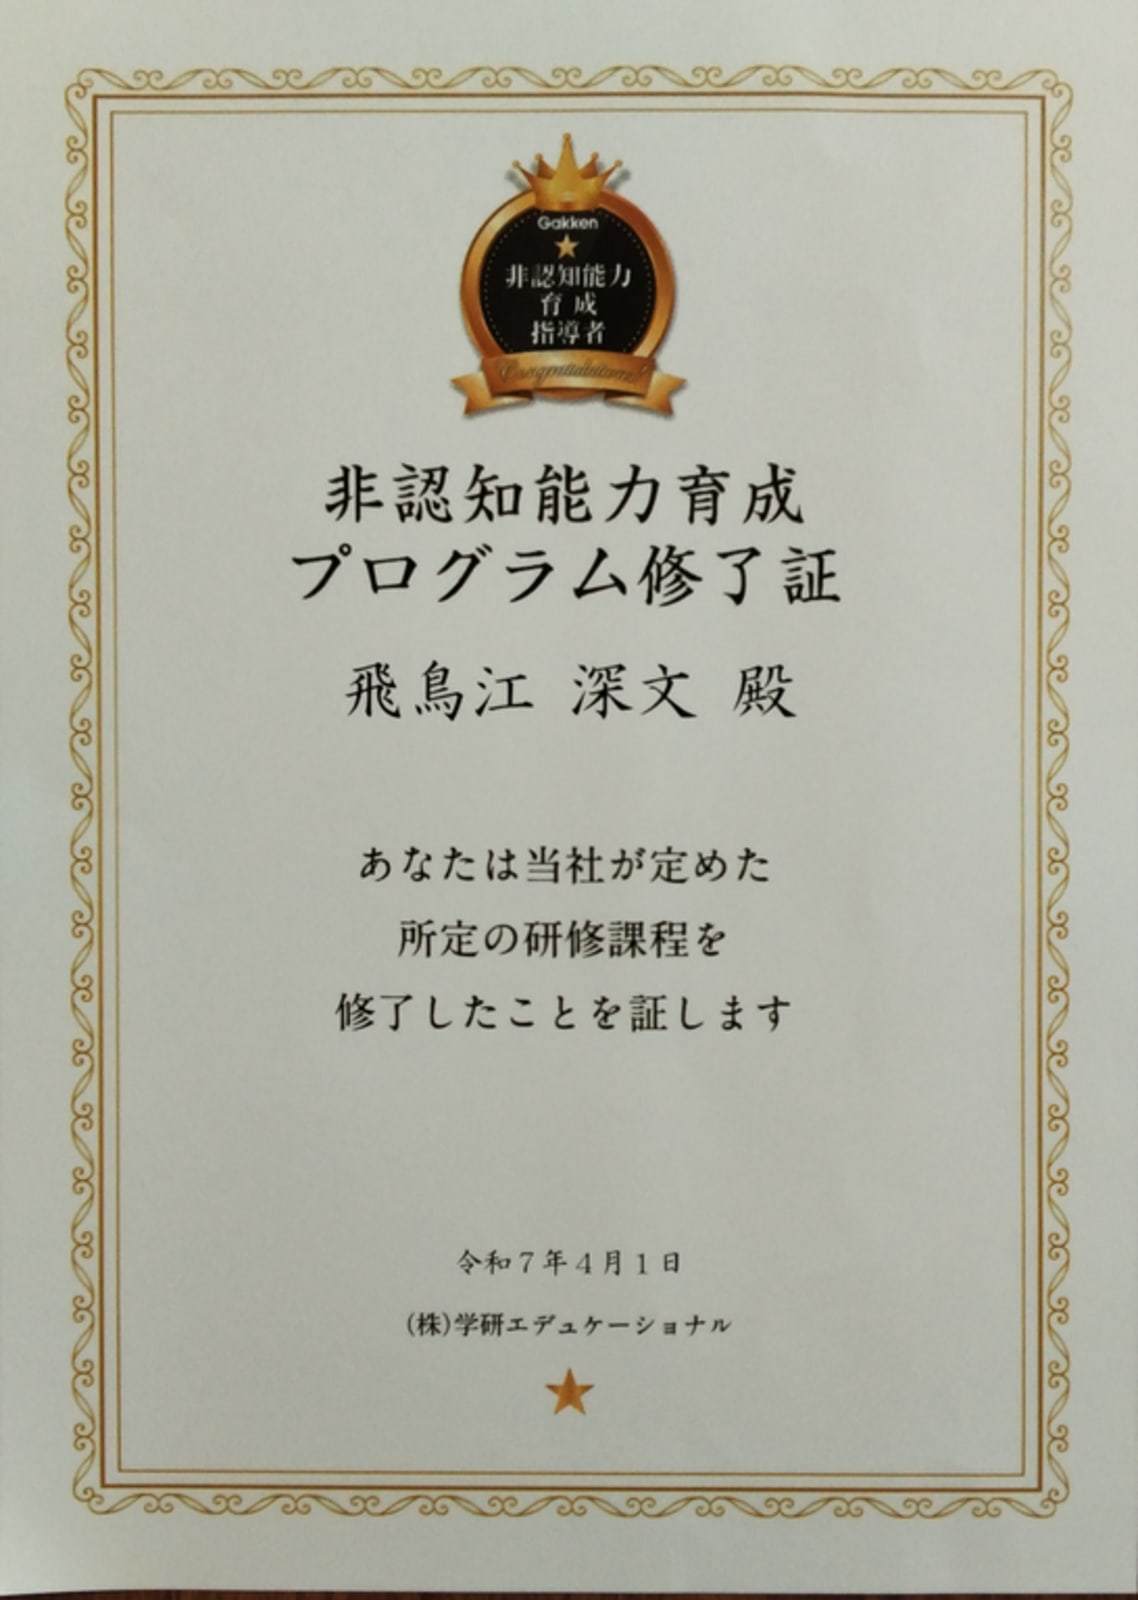 Gakken
非認知能力
育成
指導者
Congratulations!
非認知能力育成
プログラム修了証
飛鳥江 深文 殿
あなたは当社が定めた
所定の研修課程を
修了したことを証します
令和7年4月1日
(株)学研エデュケーショナル